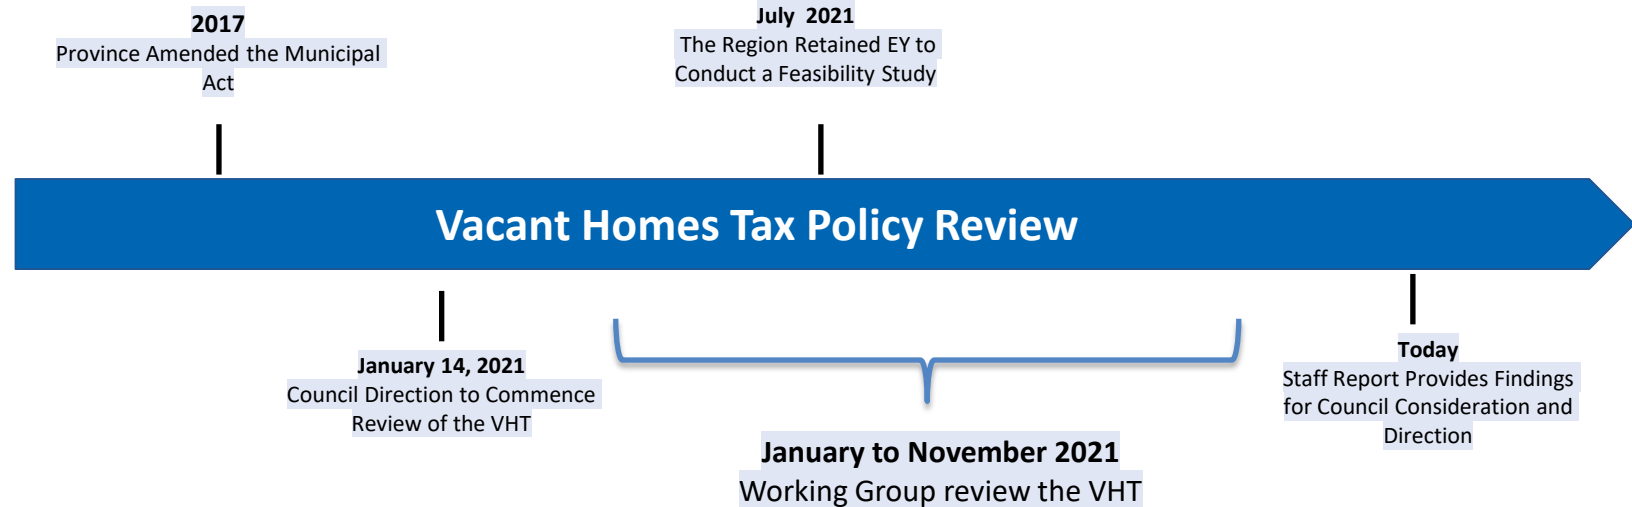 2017
Province Amended the Municipal
Act
July 2021
The Region Retained EY to
Conduct a Feasibility Study
Vacant Homes Tax Policy Review
January 14, 2021
Council Direction to Commence
Review of the VHT
January to November 2021
Working Group review the VHT
Today
Staff Report Provides Findings
for Council Consideration and
Direction